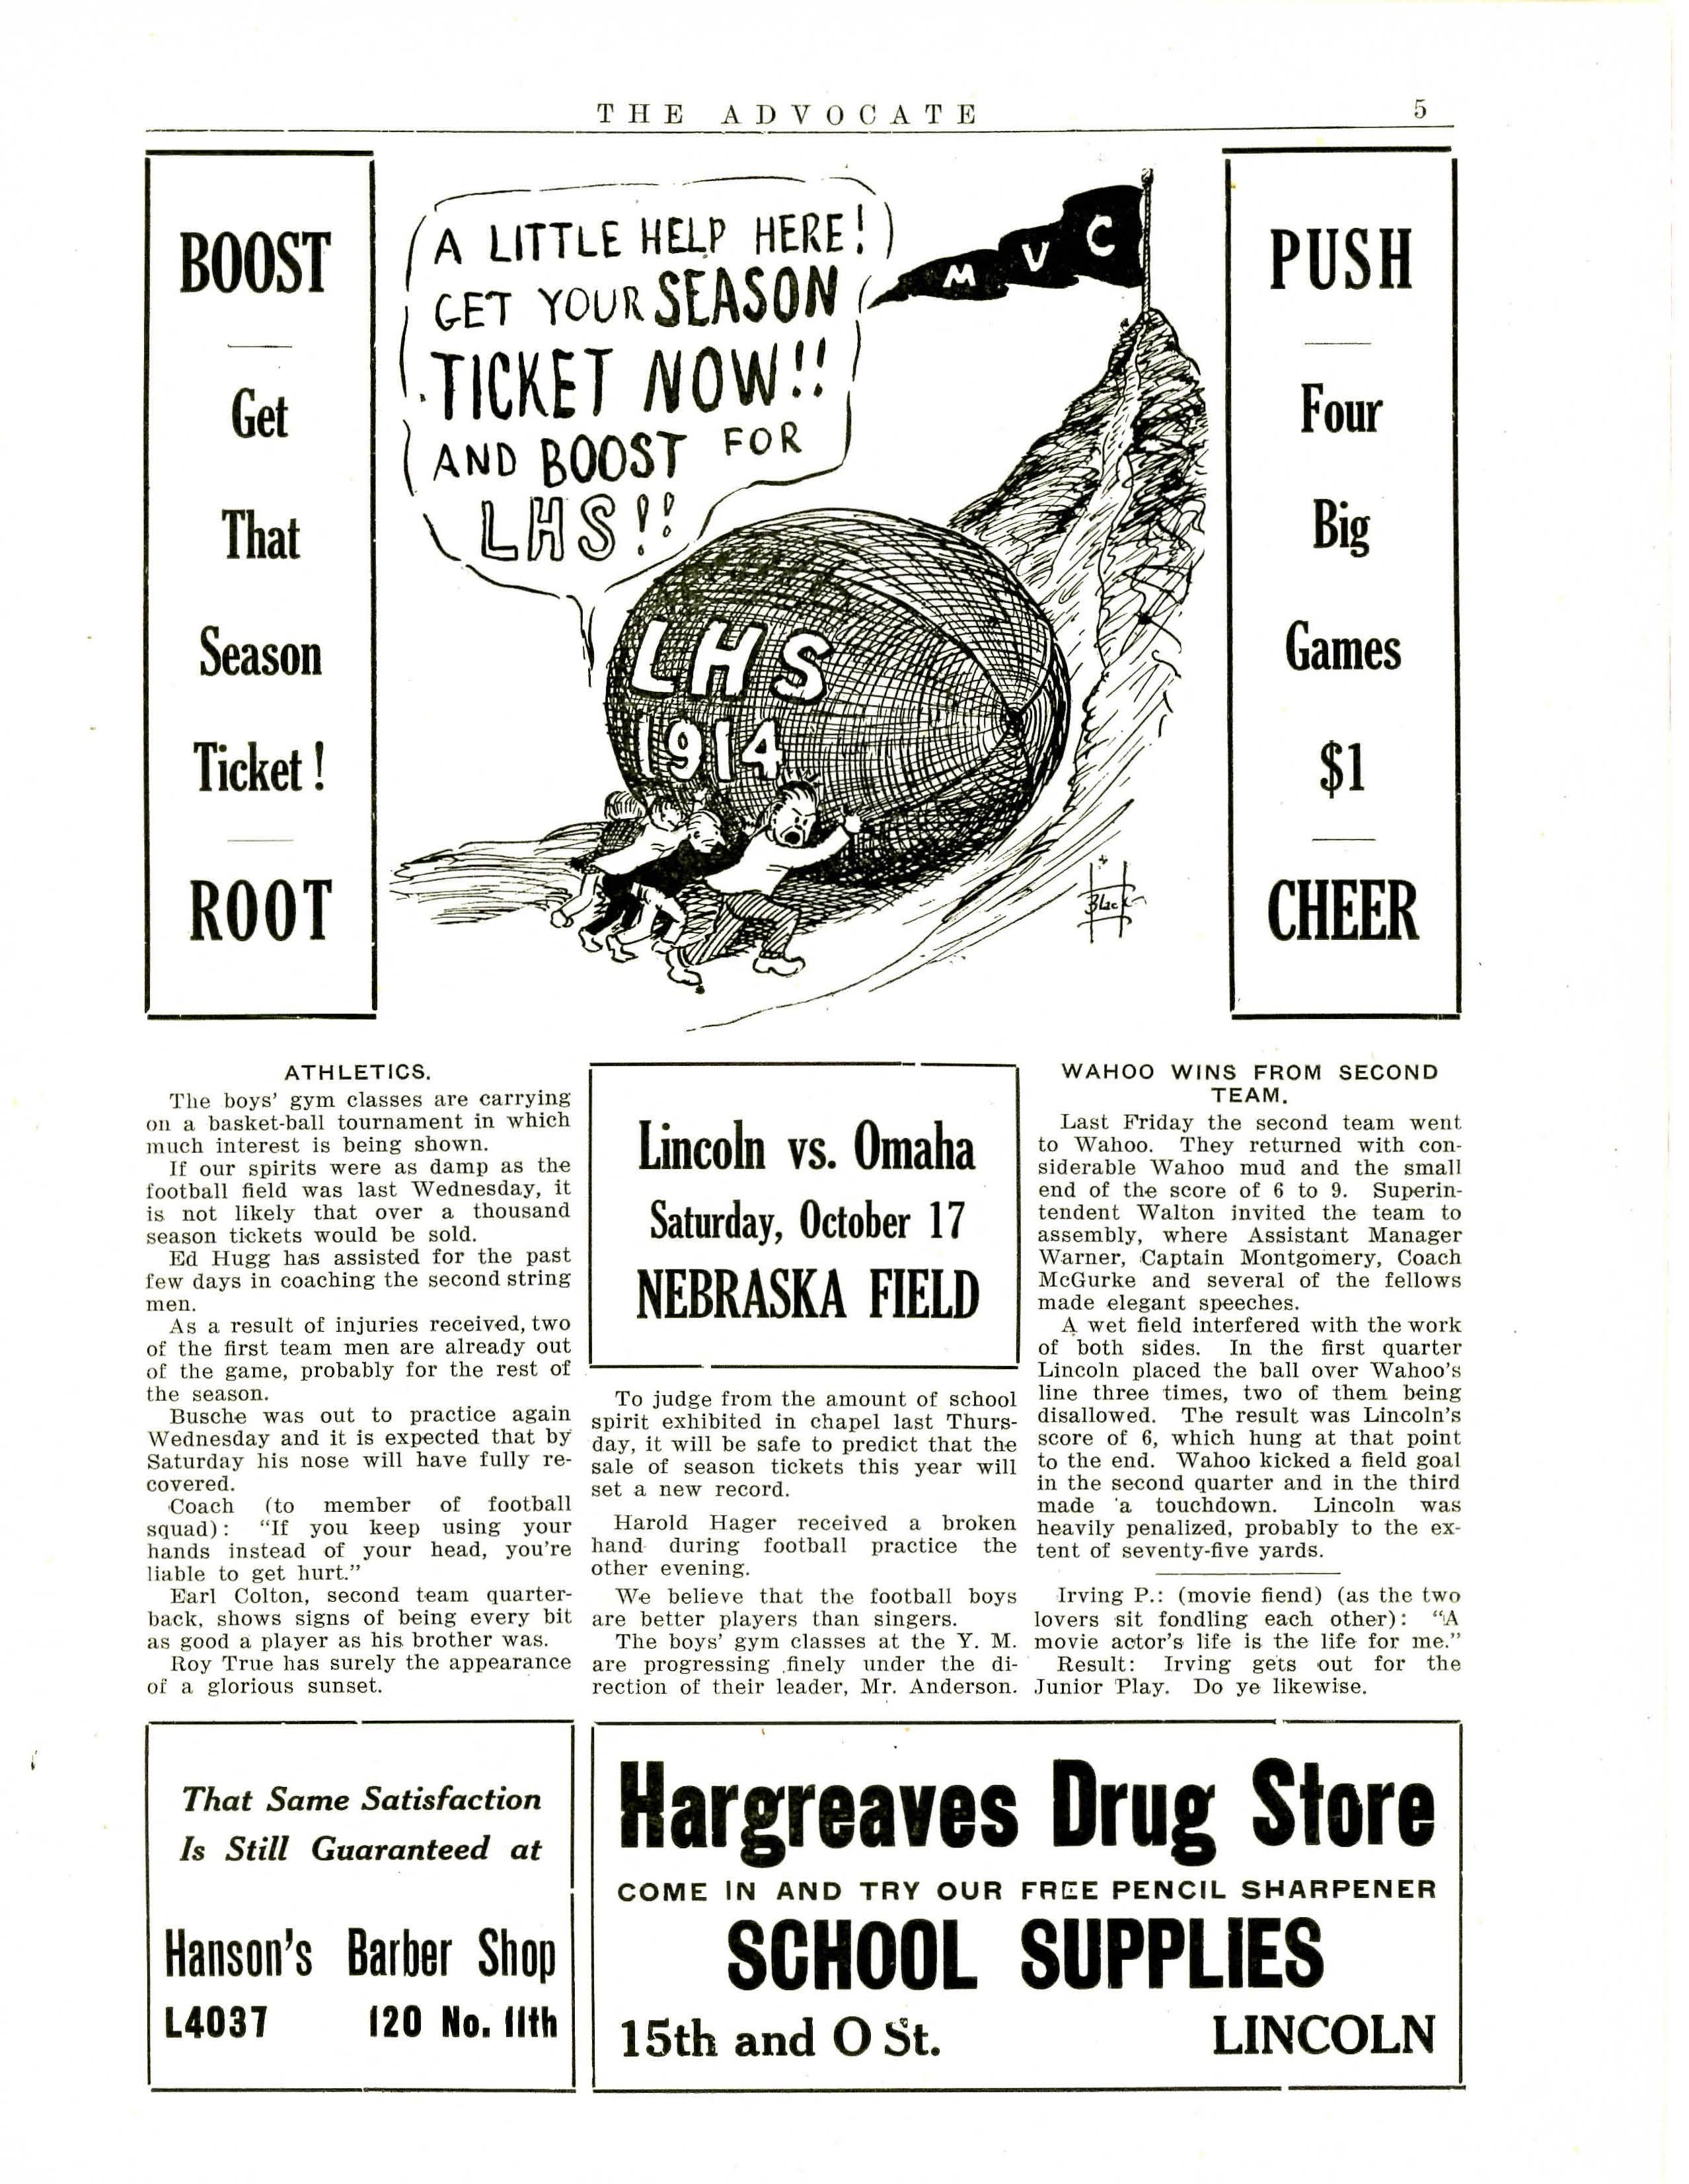 THE ADVOCATE
5
BOOST
Get
That
Season
Ticket!
ROOT
A LITTLE HELP HERE!
GET YOUR SEASON
TICKET NOW!!
AND BOOST FOR
LHS!!
M V C
LHS
1914
Black
PUSH
Four
Big
Games
$1
CHEER
ATHLETICS.
The boys' gym classes are carrying
on a basket-ball tournament in which
much interest is being shown.
If our spirits were as damp as the
football field was last Wednesday, it
is not likely that over a thousand
season tickets would be sold.
Ed Hugg has assisted for the past
few days in coaching the second string
men.
As a result of injuries received, two
of the first team men are already out
of the game, probably for the rest of
the season.
Busche was out to practice again
Wednesday and it is expected that by
Saturday his nose will have fully re-
covered.
Coach (to member of football
squad): "If you keep using your
hands instead of your head, you're
liable to get hurt."
Earl Colton, second team quarter-
back, shows signs of being every bit
as good a player as his brother was.
Roy True has surely the appearance
of a glorious sunset.
Lincoln vs. Omaha
Saturday, October 17
NEBRASKA FIELD
To judge from the amount of school
spirit exhibited in chapel last Thurs-
day, it will be safe to predict that the
sale of season tickets this year will
set a new record.
Harold Hager received a broken
hand during football practice the
other evening.
We believe that the football boys
are better players than singers.
The boys' gym classes at the Y. M.
are progressing finely under the di-
rection of their leader, Mr. Anderson.
WAHOO WINS FROM SECOND
TEAM.
Last Friday the second team went
to Wahoo. They returned with con-
siderable Wahoo mud and the small
end of the score of 6 to 9. Superin-
tendent Walton invited the team to
assembly, where Assistant Manager
Warner, Captain Montgomery, Coach
McGurke and several of the fellows
made elegant speeches.
A wet field interfered with the work
of both sides. In the first quarter
Lincoln placed the ball over Wahoo's
line three times, two of them being
disallowed. The result was Lincoln's
score of 6, which hung at that point
to the end. Wahoo kicked a field goal
in the second quarter and in the third
made a touchdown. Lincoln was
heavily penalized, probably to the ex-
tent of seventy-five yards.
Irving P.: (movie fiend) (as the two
lovers sit fondling each other): "A
movie actor's life is the life for me."
Result: Irving gets out for the
Junior Play. Do ye likewise.
That Same Satisfaction
Is Still Guaranteed at
Hanson's Barber Shop
L4037 120 No. 11th
Hargreaves Drug Store
COME IN AND TRY OUR FREE PENCIL SHARPENER
SCHOOL SUPPLIES
15th and O St. LINCOLN